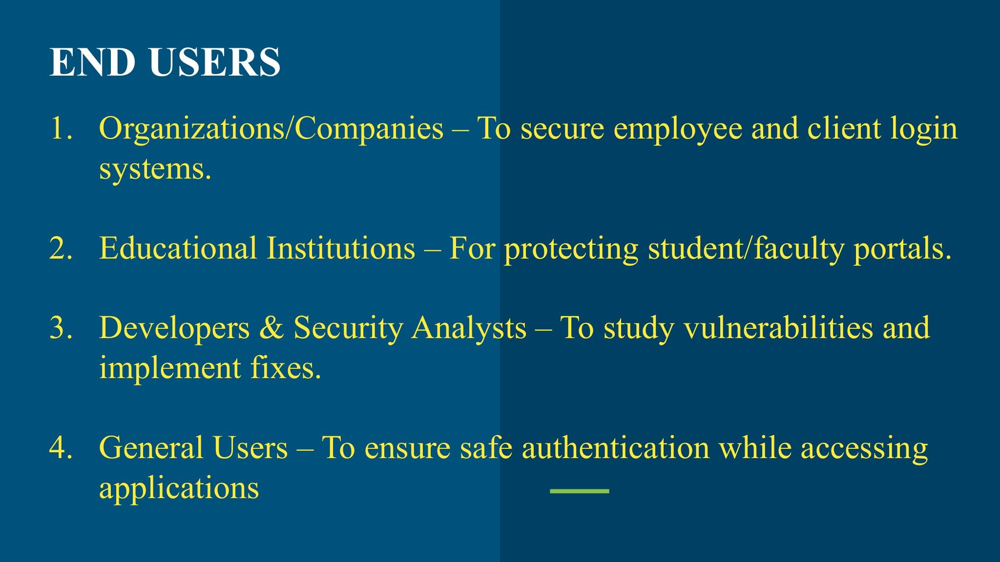 END USERS
1. Organizations/Companies – To secure employee and client login
systems.
2. Educational Institutions – For protecting student/faculty portals.
3. Developers & Security Analysts – To study vulnerabilities and
implement fixes.
4. General Users – To ensure safe authentication while accessing
applications